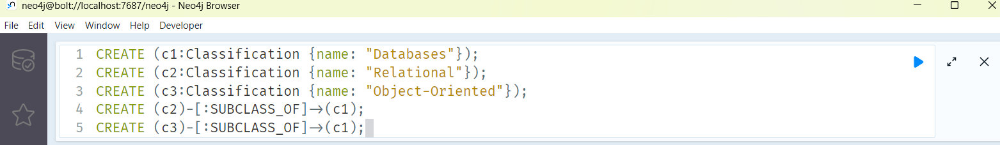 neo4j@bolt://localhost:7687/neo4j - Neo4j Browser
File Edit View Window Help Developer
1 CREATE (c1:Classification {name: "Databases"});
2 CREATE (c2:Classification {name: "Relational"});
3 CREATE (c3:Classification {name: "Object-Oriented"});
4 CREATE (c2)-[:SUBCLASS_OF]->(c1);
5 CREATE (c3)-[:SUBCLASS_OF]->(c1);